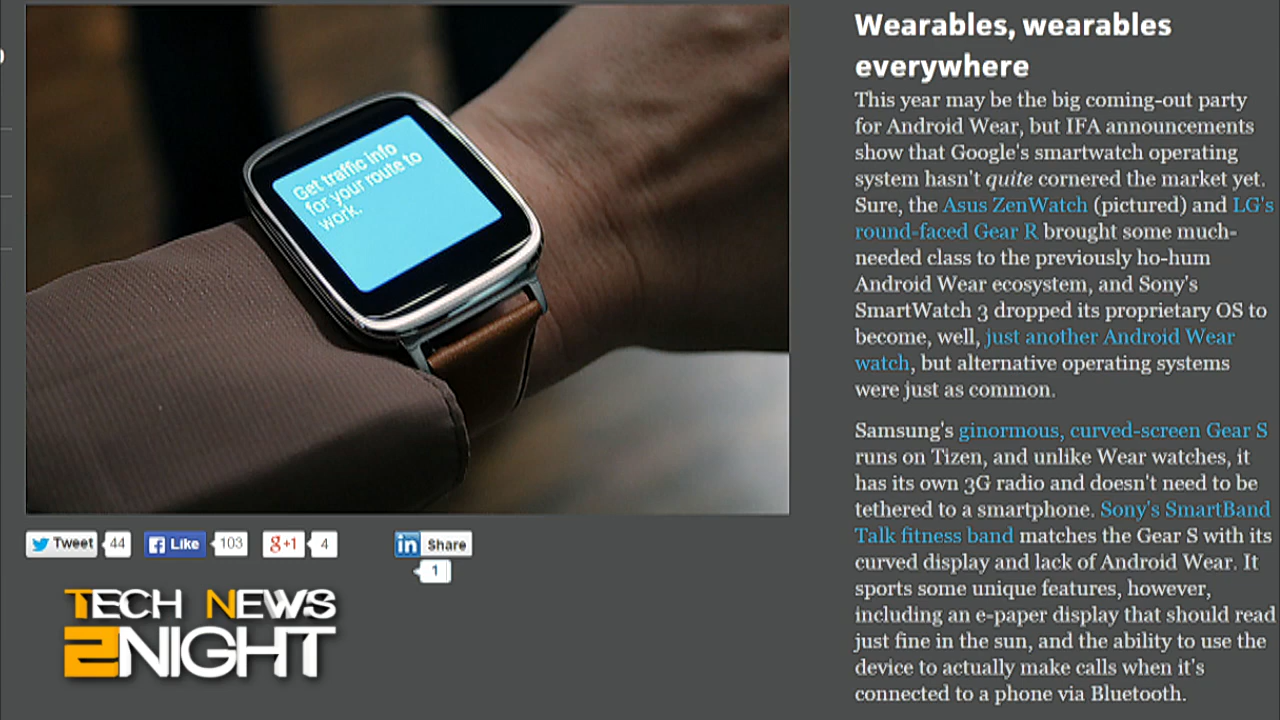 Get traffic info
for your route to
work.
Wearables, wearables
everywhere
This year may be the big coming-out party
for Android Wear, but IFA announcements
show that Google's smartwatch operating
system hasn't quite cornered the market yet.
Sure, the Asus ZenWatch (pictured) and LG's
round-faced Gear R brought some much-
needed class to the previously ho-hum
Android Wear ecosystem, and Sony's
SmartWatch 3 dropped its proprietary OS to
become, well, just another Android Wear
watch, but alternative operating systems
were just as common.
Samsung's ginormous, curved-screen Gear S
runs on Tizen, and unlike Wear watches, it
has its own 3G radio and doesn't need to be
tethered to a smartphone. Sony's SmartBand
Talk fitness band matches the Gear S with its
curved display and lack of Android Wear. It
sports some unique features, however,
including an e-paper display that should read
just fine in the sun, and the ability to use the
device to actually make calls when it's
connected to a phone via Bluetooth.
Tweet 44 f Like 103 g+1 4 in Share
1
TECH NEWS
2NIGHT